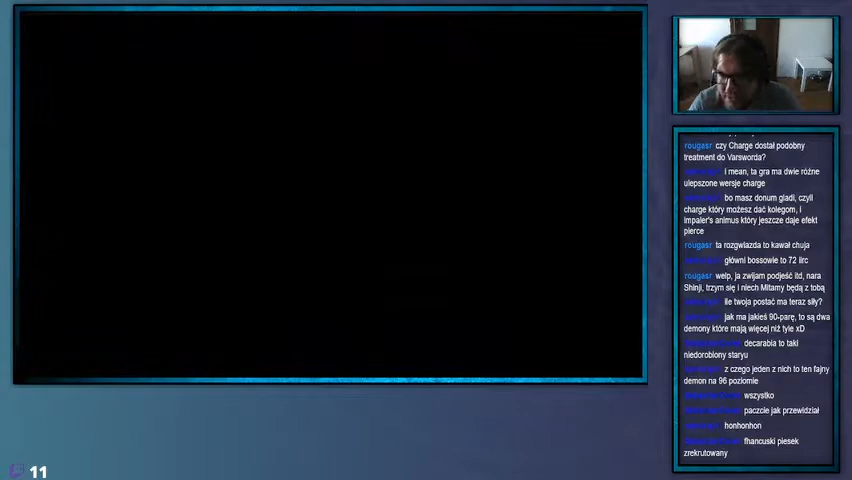 rougasr czy Charge dostał podobny
treatment do Varsworda?
i mean, ta gra ma dwie różne
ulepszone wersje charge
bo masz donum gladi, czyli
charge który możesz dać kolegom, i
impaler's animus który jeszcze daje efekt
pierce
rougasr ta rozgwiazda to kawał chuja
główni bossowie to 72 iirc
rougasr welp, ja zwijam podjeść itd, nara
Shinji, trzym się i niech Mitamy będą z tobą
ile twoja postać ma teraz siły?
jak ma jakieś 90-parę, to są dwa
demony które mają więcej niż tyle xD
decarabia to taki
niedorobiony staryu
z czego jeden z nich to ten fajny
demon na 96 poziomie
wszystko
paczcie jak przewidział
honhonhon
fhancuski piesek
zrekrutowany
11